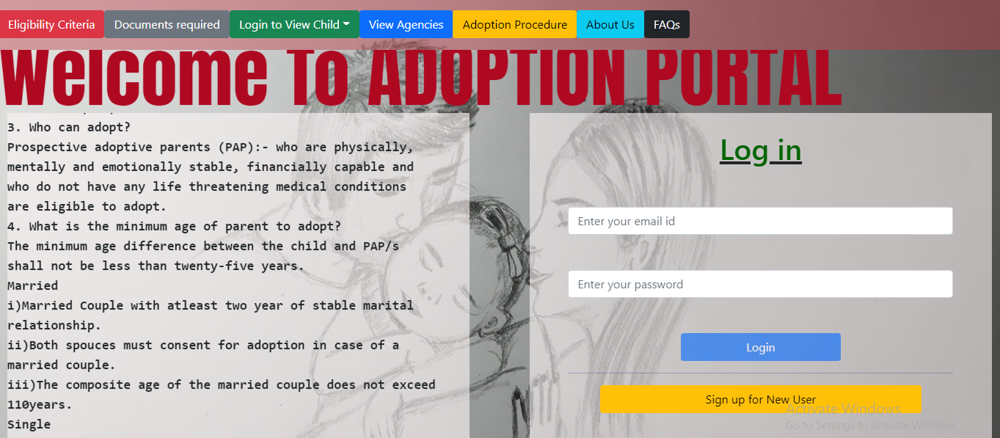 Eligibility Criteria Documents required Login to View Child View Agencies Adoption Procedure About Us FAQs
Welcome To ADOPTION PORTAL
3. Who can adopt?
Prospective adoptive parents (PAP):- who are physically,
mentally and emotionally stable, financially capable and
who do not have any life threatening medical conditions
are eligible to adopt.
4. What is the minimum age of parent to adopt?
The minimum age difference between the child and PAP/s
shall not be less than twenty-five years.
Married
i)Married Couple with atleast two year of stable marital
relationship.
ii)Both spouces must consent for adoption in case of a
married couple.
iii)The composite age of the married couple does not exceed
110years.
Single
Log in
Enter your email id
Enter your password
Login
Sign up for New User
Activate Windows
Go to Settings to activate Windows.